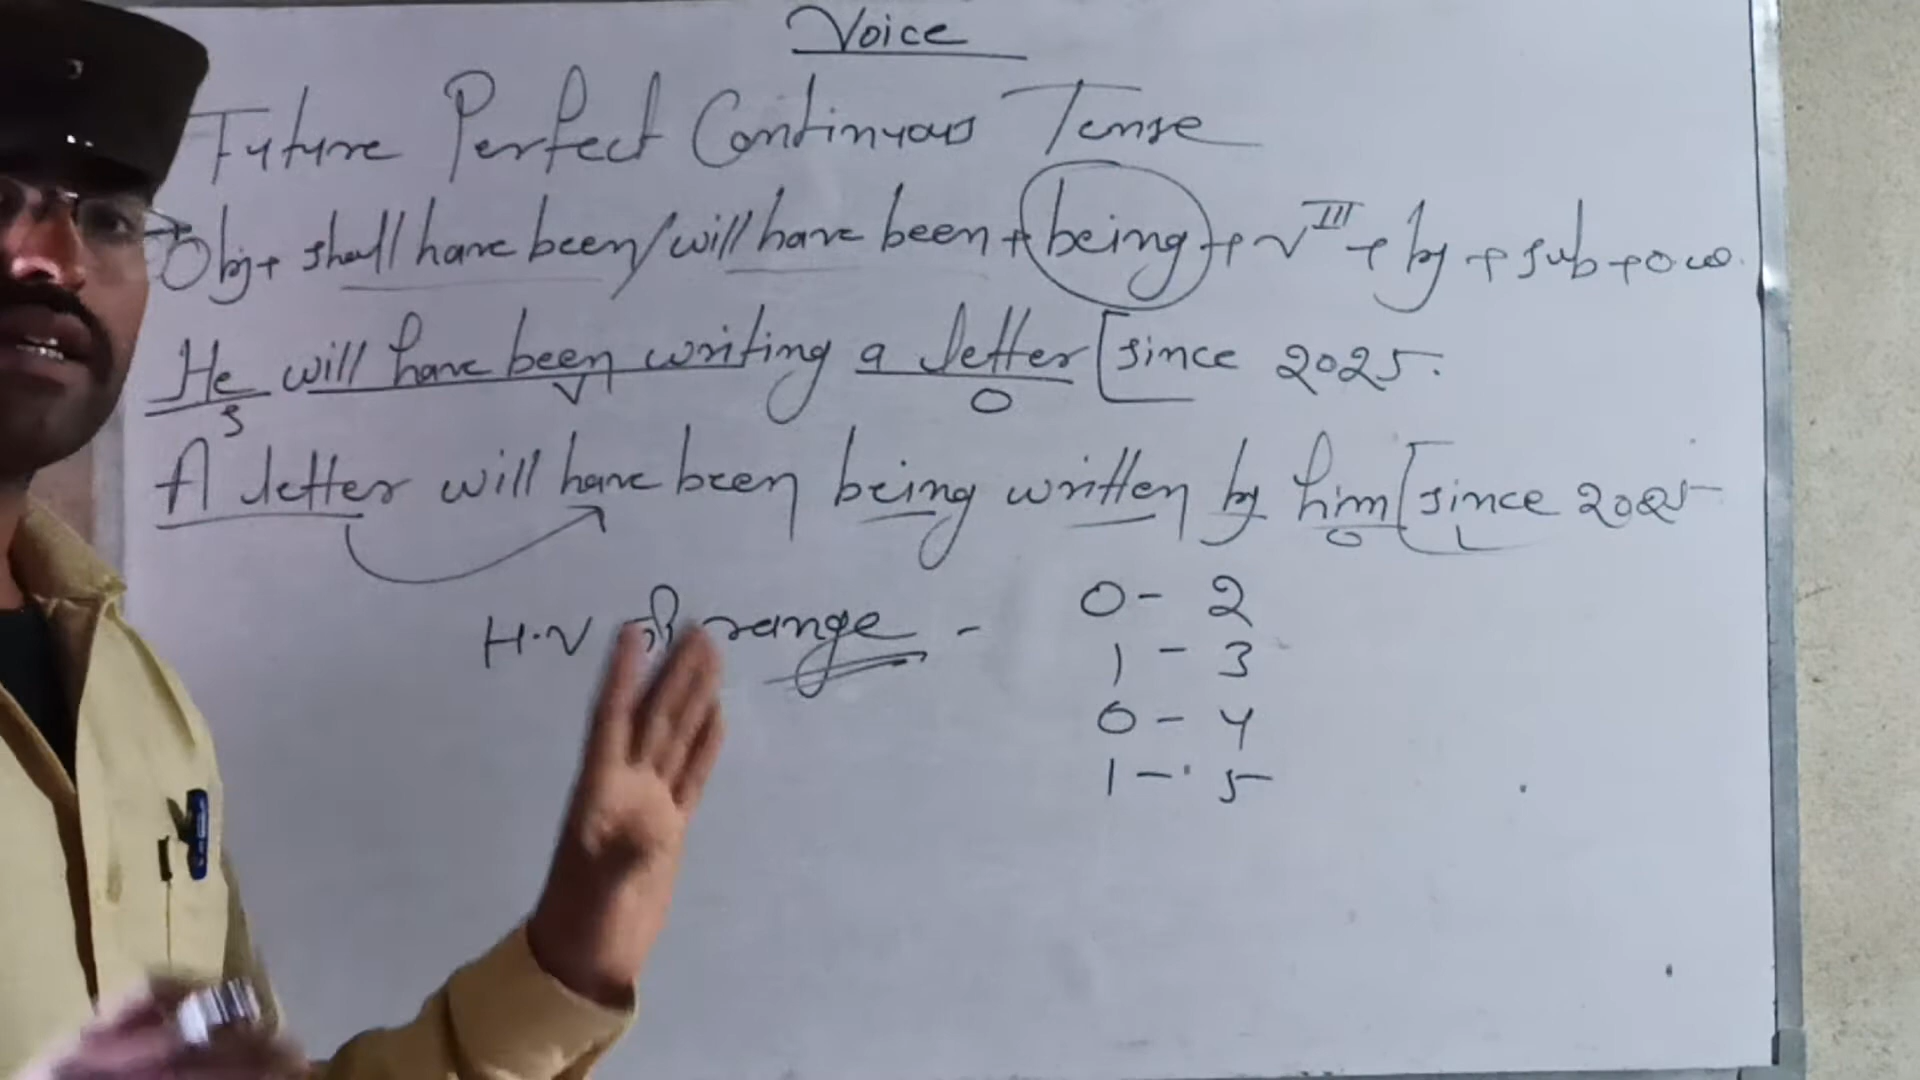 Voice
Future Perfect Continuous Tense
Obj + shall have been/will have been + being + V III + by + sub + o.w.
He will have been writing a letter [since 2025.
S V O
A letter will have been being written by him [since 2025
O
H.V की range - 0 - 2
1 - 3
0 - 4
1 - 5